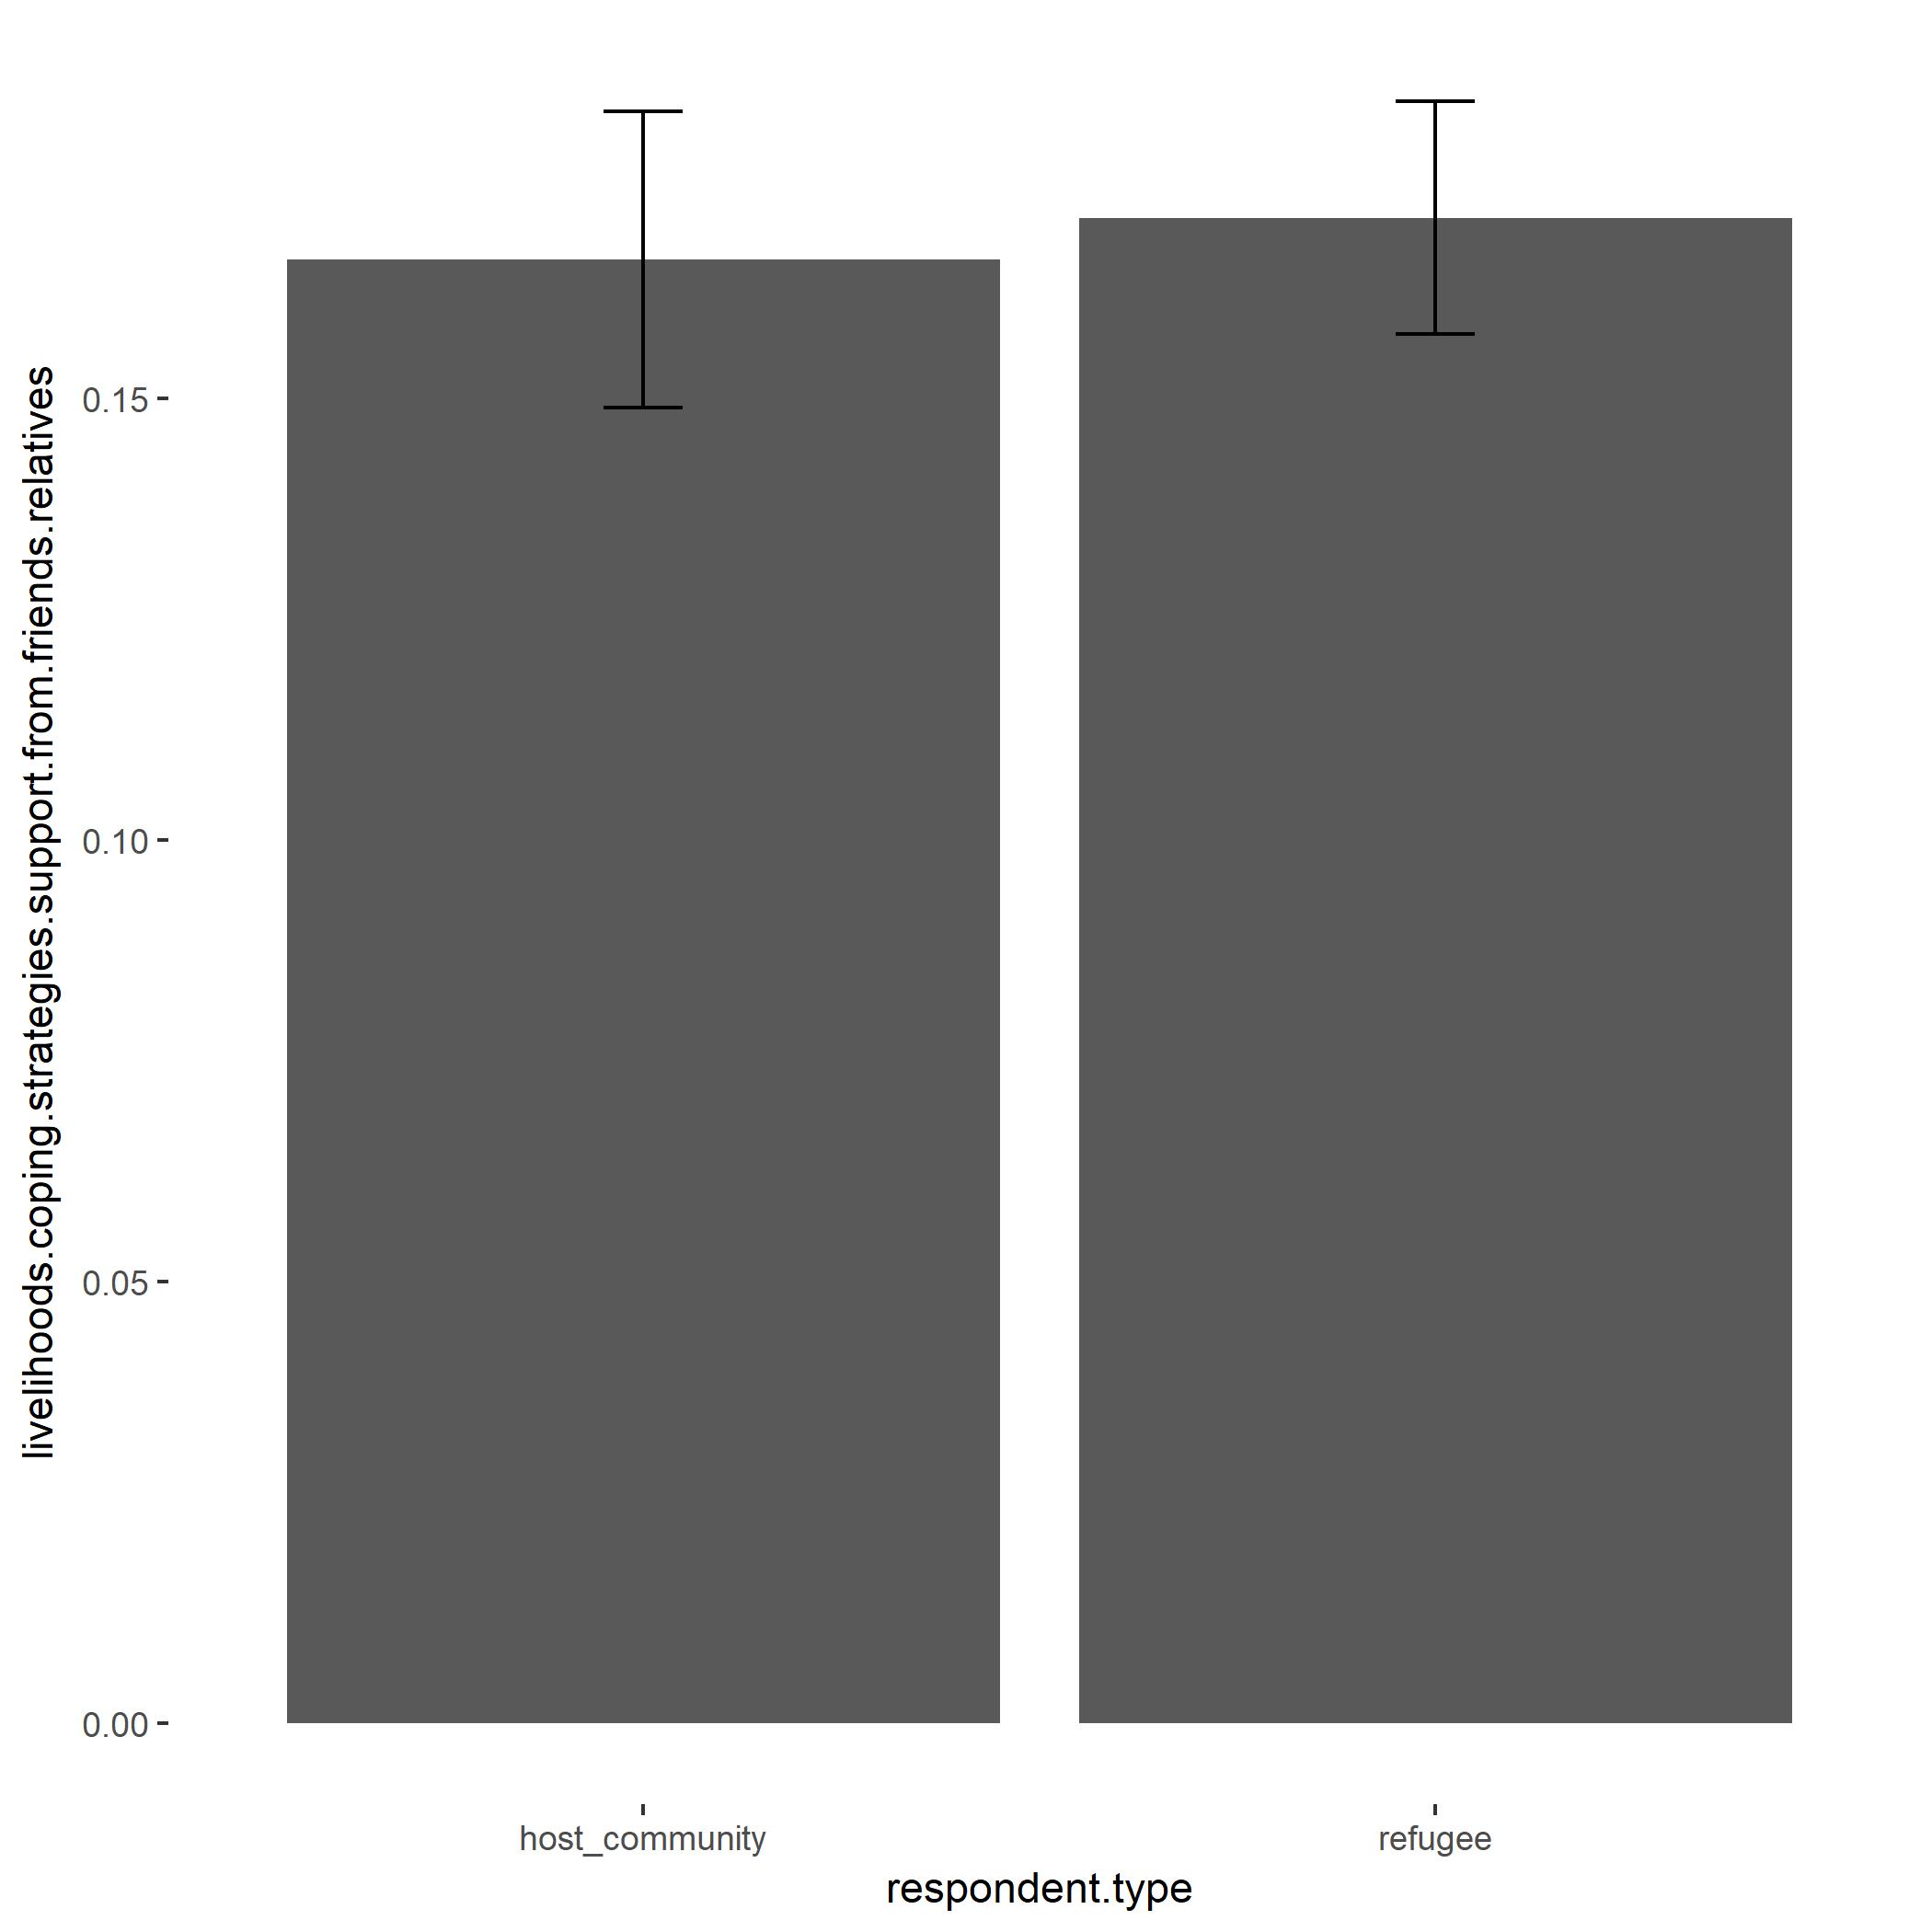 livelihoods.coping.strategies.support.from.friends.relatives
0.15
0.10
0.05
0.00
host_community
refugee
respondent.type